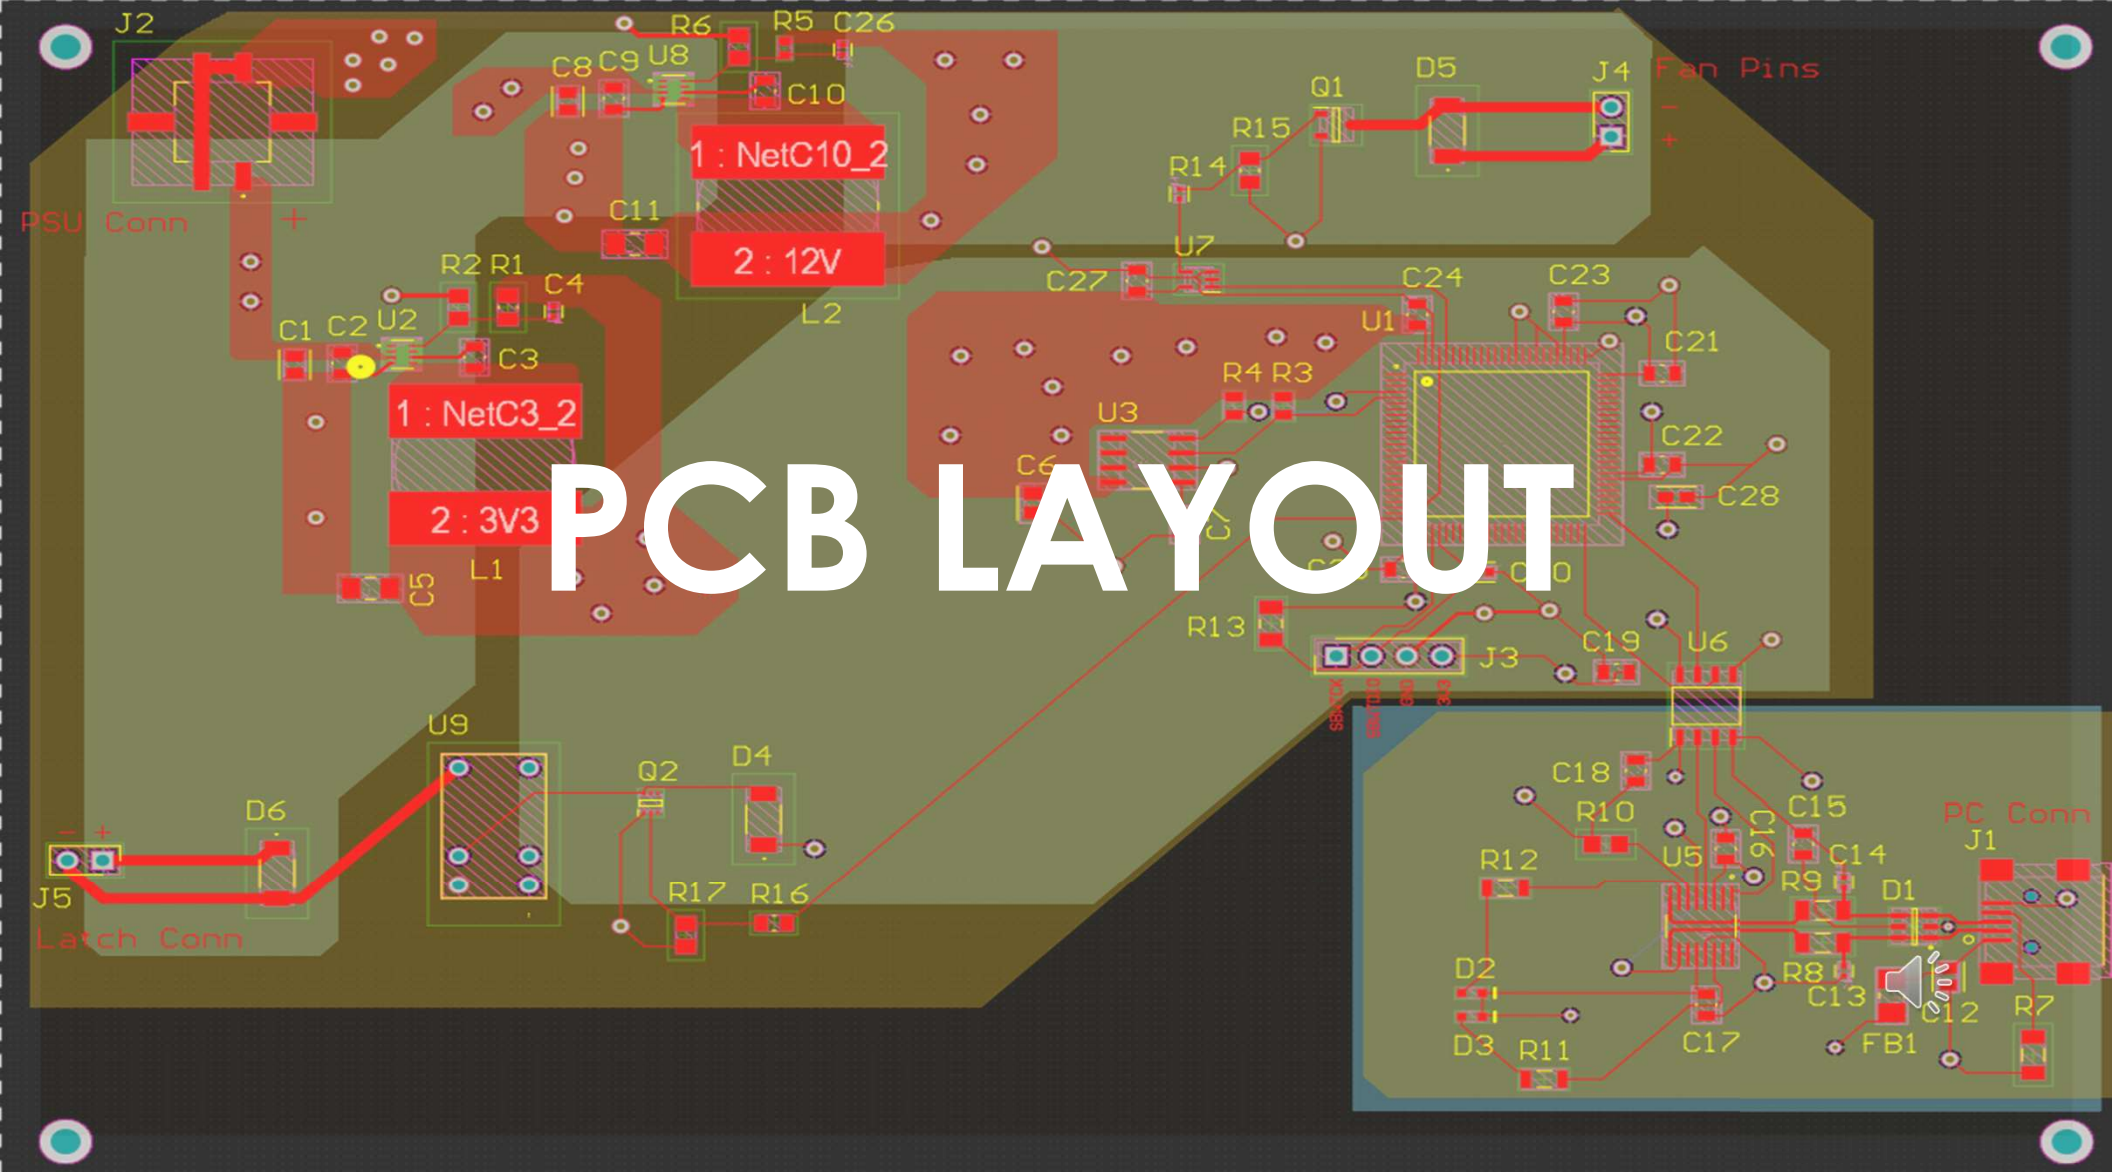 J2
R6
R5
C26
U8
C8
C9
C10
1 : NetC10_2
2 : 12V
L2
C11
PSU Conn
+
Q1
D5
J4
Fan Pins
-
+
R15
R14
U7
C27
C24
C23
U1
C21
C22
C28
R2
R1
C4
C1
C2
U2
C3
1 : NetC3_2
2 : 3V3
L1
C5
R4
R3
U3
C6
PCB LAYOUT
R13
J3
GND
3V3
C19
U6
U9
Q2
D4
D6
- +
J5
Latch Conn
R17
R16
C18
R10
C16
C15
PC Conn
J1
U5
C14
R12
R9
D1
D2
R8
C13
C12
R7
D3
R11
C17
FB1